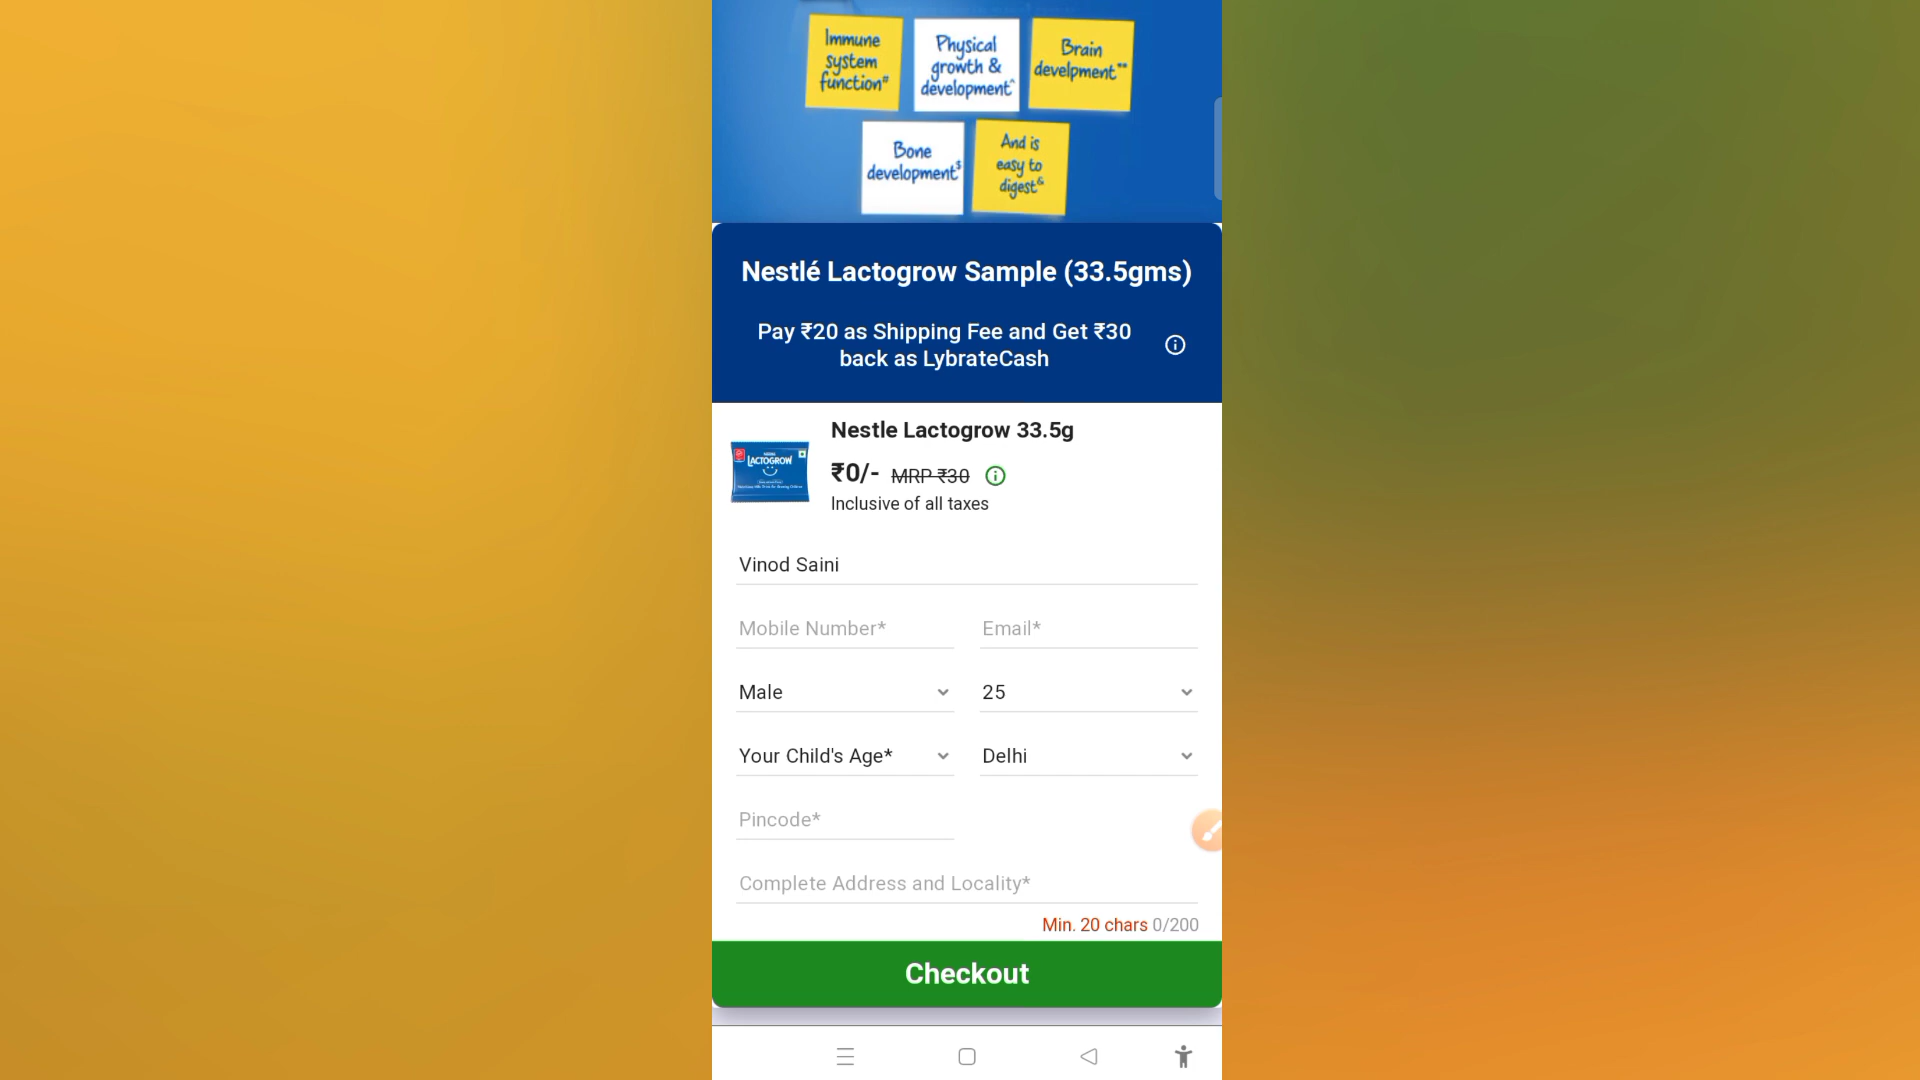 Immune
system
function#
Physical
growth &
development^
Brain
develpment**
Bone
development$
And is
easy to
digest&
Nestlé Lactogrow Sample (33.5gms)
Pay ₹20 as Shipping Fee and Get ₹30
back as LybrateCash
Nestle Lactogrow 33.5g
₹0/- MRP ₹30
Inclusive of all taxes
LACTOGROW
Vinod Saini
Mobile Number* Email*
Male 25
Your Child's Age* Delhi
Pincode*
Complete Address and Locality*
Min. 20 chars 0/200
Checkout